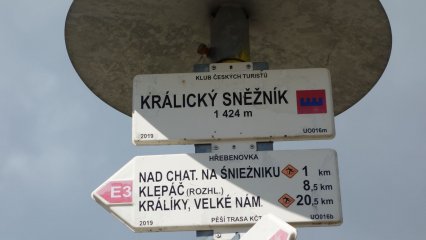 KLUB ČESKÝCH TURISTŮ
KRÁLICKÝ SNĚŽNÍK
1 424 m
2019 UO016m
HŘEBENOVKA
E3
NAD CHAT. NA ŚNIEŻNIKU 1 km
KLEPÁČ (ROZHL.) 8,5 km
KRÁLÍKY, VELKÉ NÁM. 20,5 km
2019 PĚŠÍ TRASA KČT UO016b